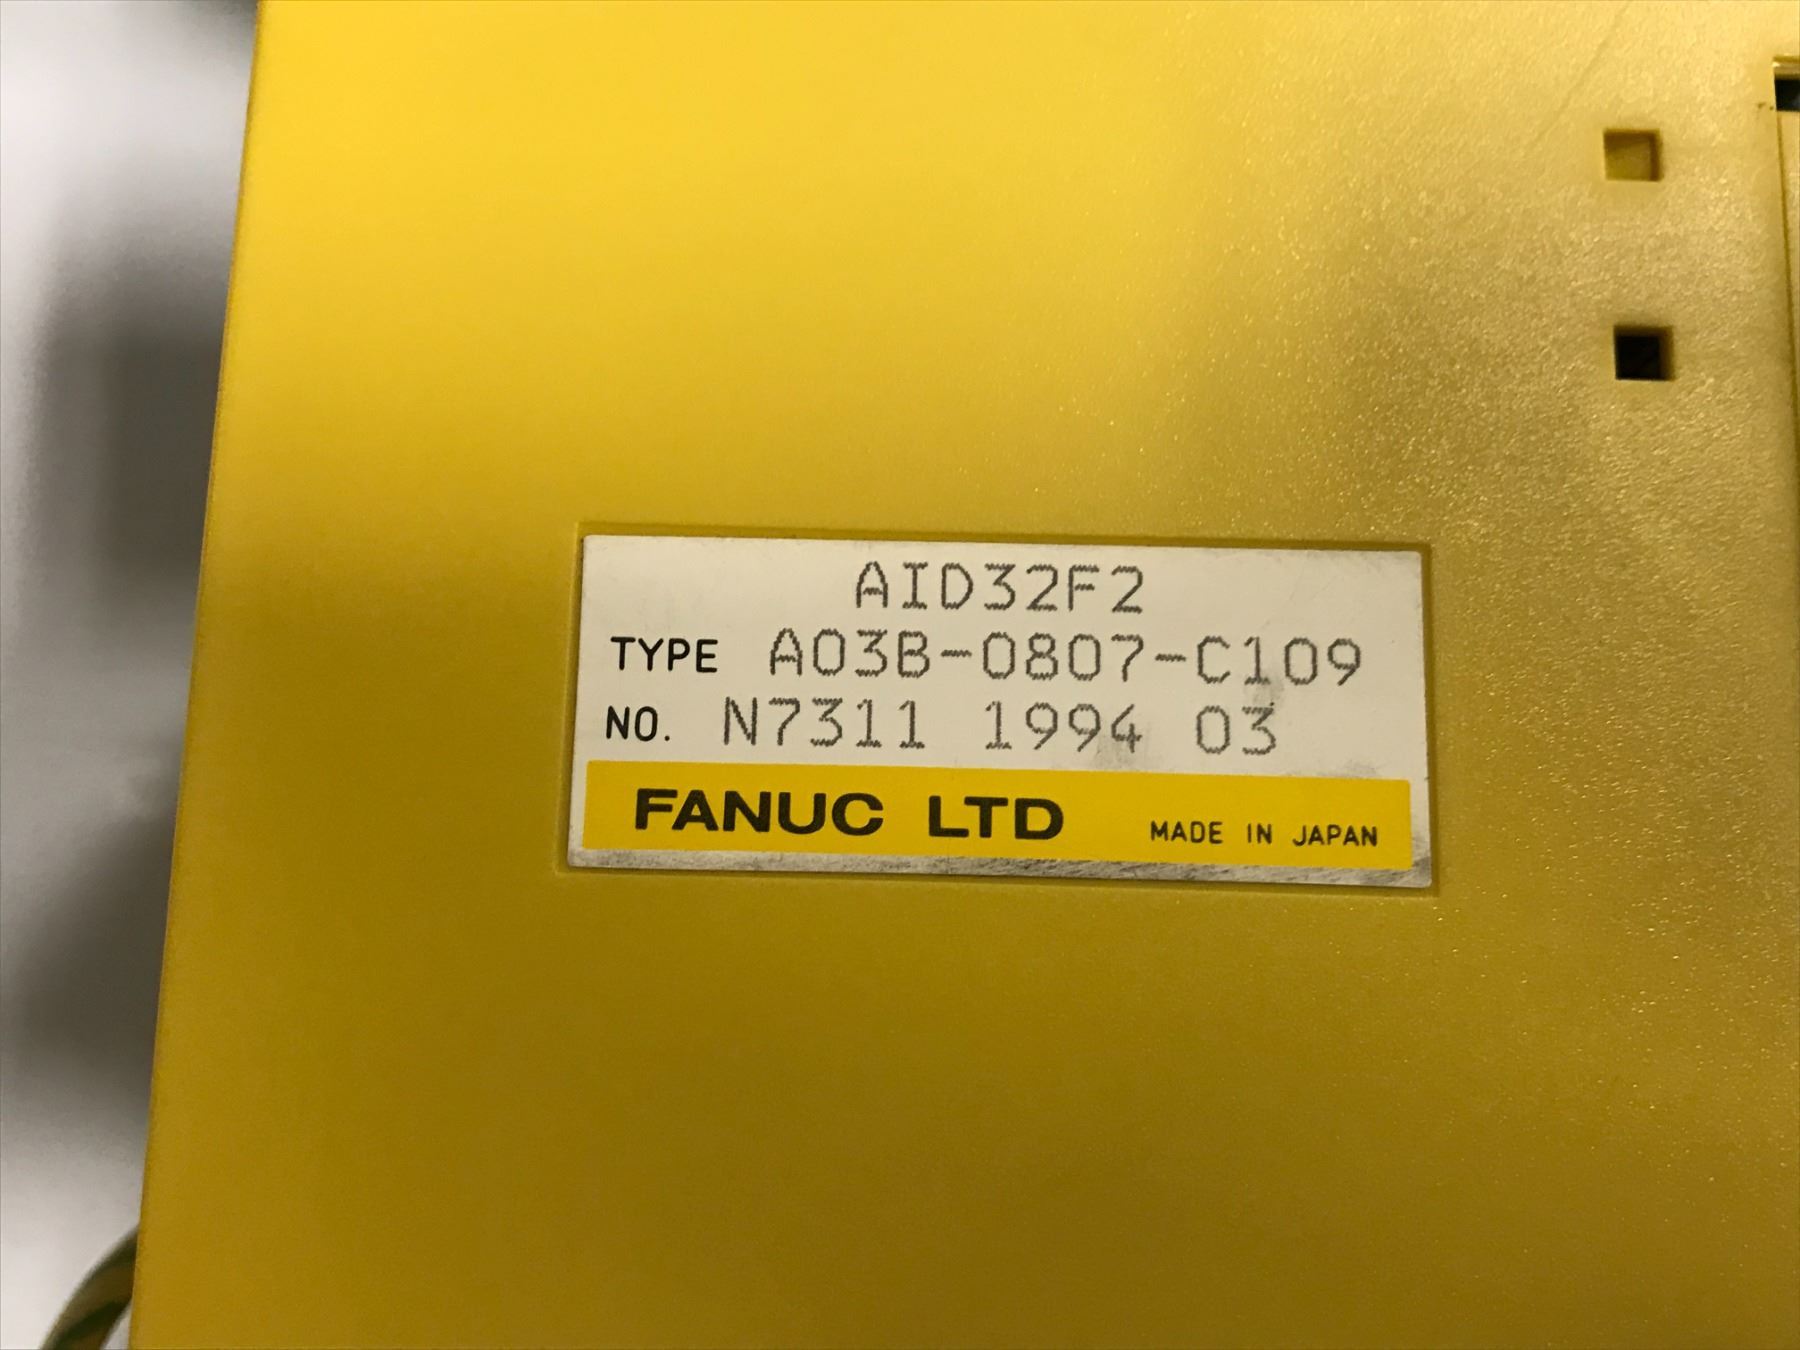 AID32F2
TYPE A03B-0807-C109
NO. N7311 1994 03
FANUC LTD MADE IN JAPAN